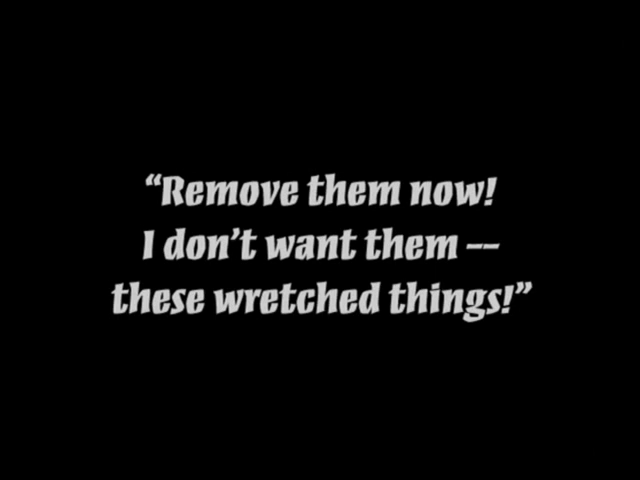 “Remove them now!
I don’t want them --
these wretched things!”